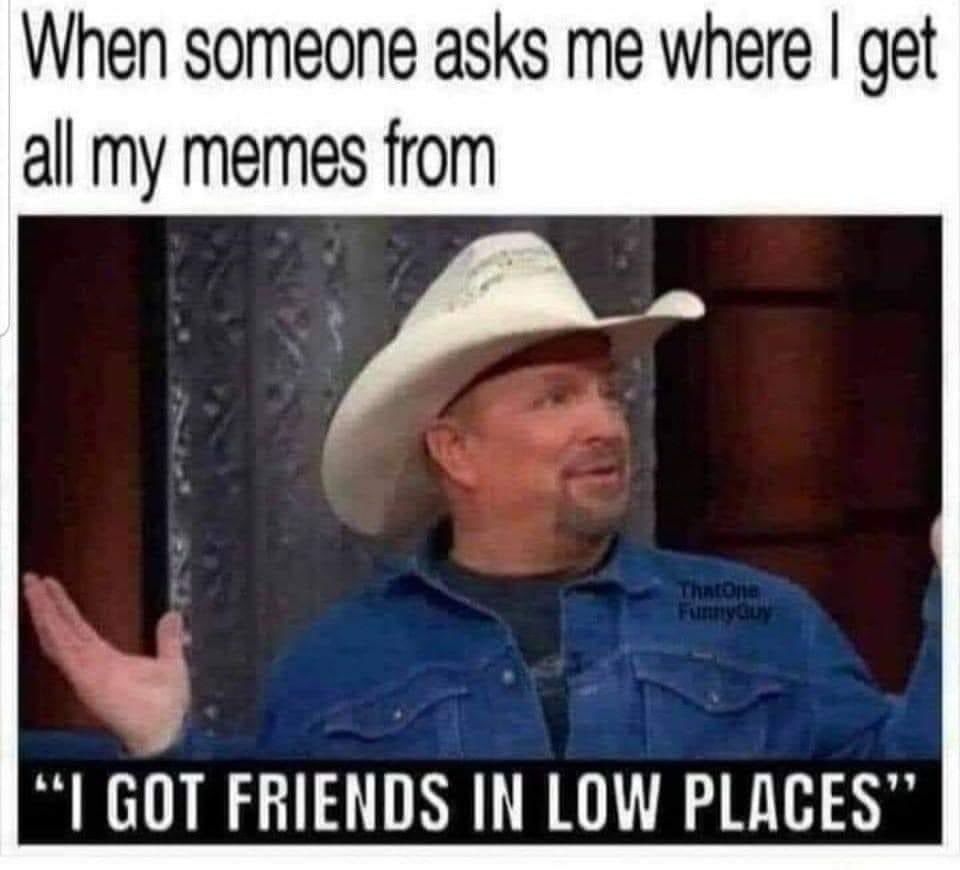 When someone asks me where I get
all my memes from
ThatOne
FunnyGuy
“I GOT FRIENDS IN LOW PLACES”